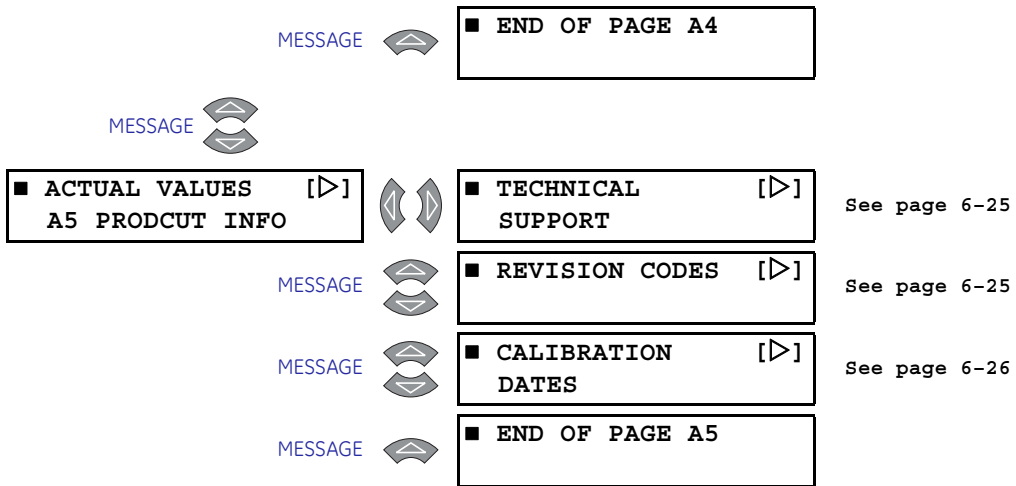 MESSAGE ■ END OF PAGE A4
MESSAGE
■ ACTUAL VALUES [▷] ■ TECHNICAL [▷]
A5 PRODCUT INFO SUPPORT See page 6-25
MESSAGE ■ REVISION CODES [▷] See page 6-25
MESSAGE ■ CALIBRATION [▷]
DATES See page 6-26
MESSAGE ■ END OF PAGE A5